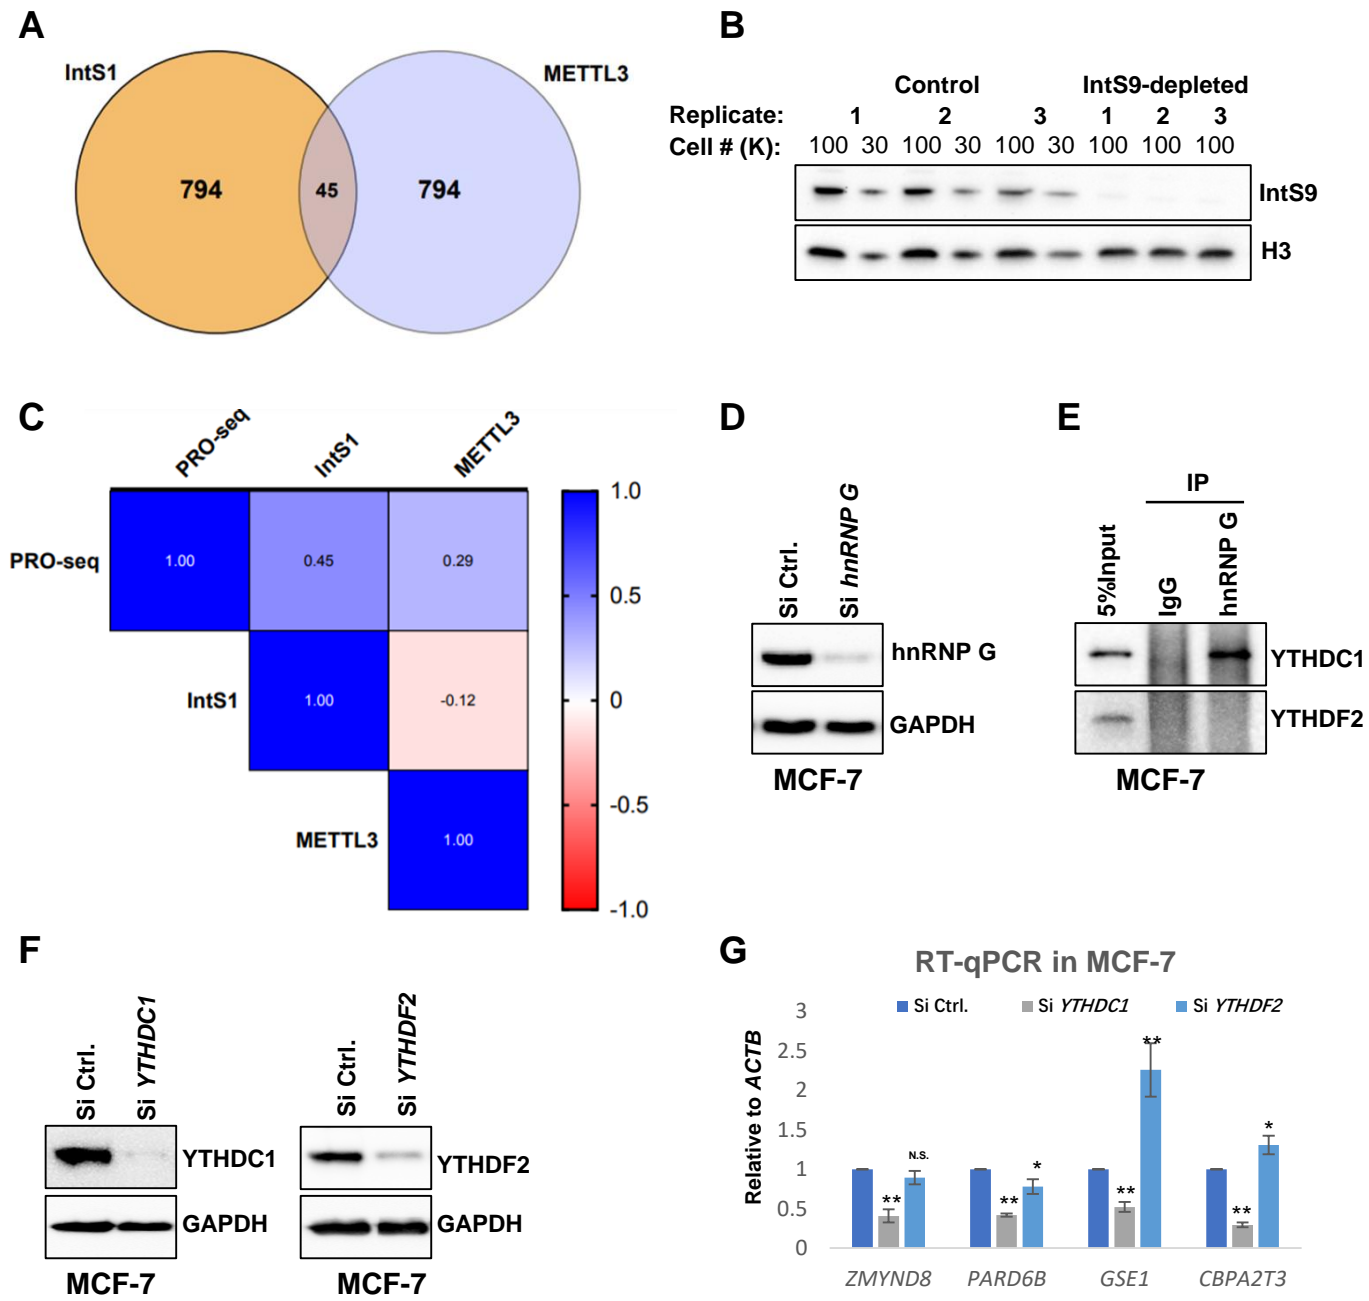 A
IntS1
METTL3
794
45
794
B
Control
IntS9-depleted
Replicate:
1
2
3
1
2
3
Cell # (K):
100
30
100
30
100
30
100
100
100
IntS9
H3
C
PRO-seq
IntS1
METTL3
PRO-seq
1.00
0.45
0.29
IntS1
1.00
-0.12
METTL3
1.00
1.0
0.5
0
-0.5
-1.0
D
Si Ctrl.
Si hnRNP G
hnRNP G
GAPDH
MCF-7
E
IP
5%Input
IgG
hnRNP G
YTHDC1
YTHDF2
MCF-7
F
Si Ctrl.
Si YTHDC1
YTHDC1
GAPDH
MCF-7
Si Ctrl.
Si YTHDF2
YTHDF2
GAPDH
MCF-7
G
RT-qPCR in MCF-7
Si Ctrl.
Si YTHDC1
Si YTHDF2
Relative to ACTB
3
2.5
2
1.5
1
0.5
0
**
N.S.
**
*
**
**
**
*
ZMYND8
PARD6B
GSE1
CBPA2T3